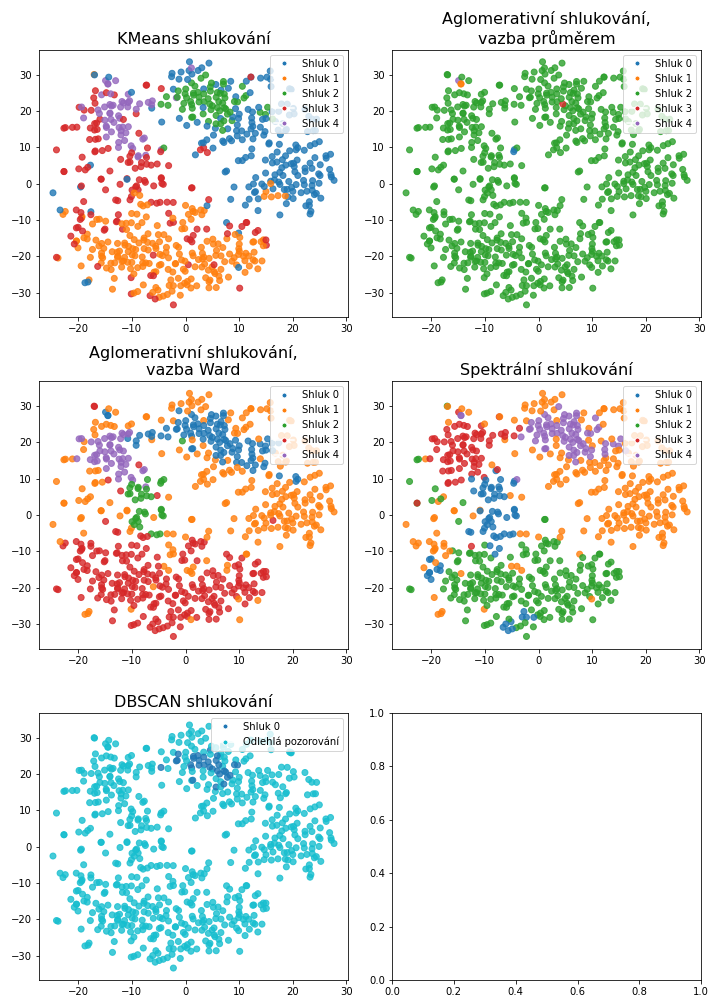 KMeans shlukování
Shluk 0
Shluk 1
Shluk 2
Shluk 3
Shluk 4
30
20
10
0
−10
−20
−30
−20
−10
0
10
20
30
Aglomerativní shlukování,
vazba průměrem
Shluk 0
Shluk 1
Shluk 2
Shluk 3
Shluk 4
30
20
10
0
−10
−20
−30
−20
−10
0
10
20
30
Aglomerativní shlukování,
vazba Ward
Shluk 0
Shluk 1
Shluk 2
Shluk 3
Shluk 4
30
20
10
0
−10
−20
−30
−20
−10
0
10
20
30
Spektrální shlukování
Shluk 0
Shluk 1
Shluk 2
Shluk 3
Shluk 4
30
20
10
0
−10
−20
−30
−20
−10
0
10
20
30
DBSCAN shlukování
Shluk 0
Odlehlá pozorování
30
20
10
0
−10
−20
−30
−20
−10
0
10
20
30
1.0
0.8
0.6
0.4
0.2
0.0
0.0
0.2
0.4
0.6
0.8
1.0